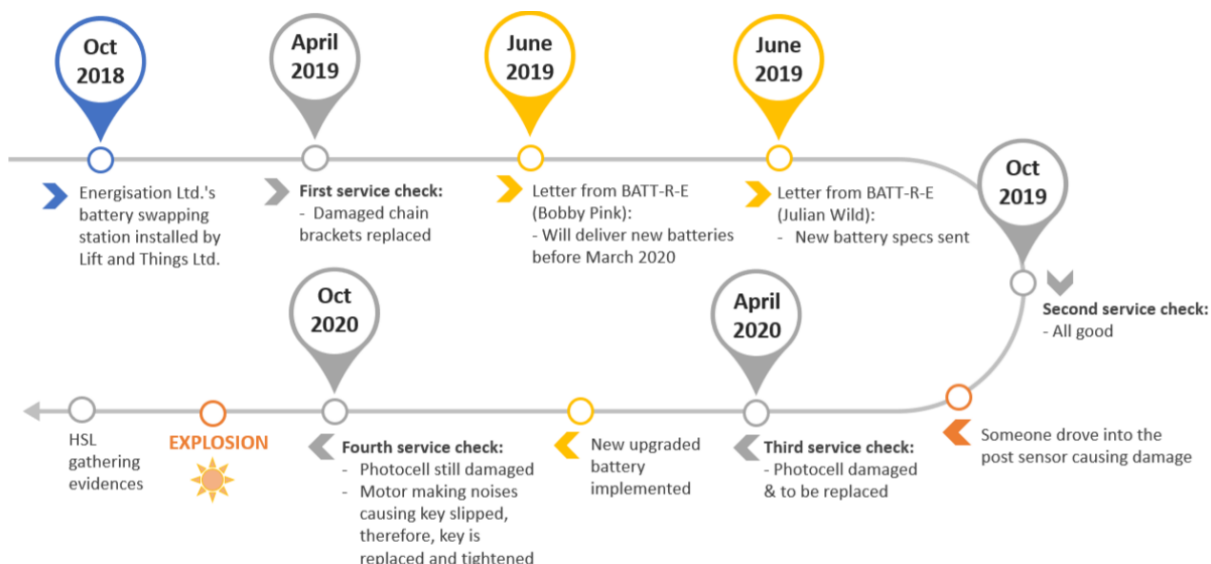 Oct
2018
April
2019
June
2019
June
2019
Energisation Ltd.'s
battery swapping
station installed by
Lift and Things Ltd.
First service check:
- Damaged chain
brackets replaced
Letter from BATT-R-E
(Bobby Pink):
- Will deliver new batteries
before March 2020
Letter from BATT-R-E
(Julian Wild):
- New battery specs sent
Oct
2019
Second service check:
- All good
Someone drove into the
post sensor causing damage
April
2020
Third service check:
- Photocell damaged
& to be replaced
New upgraded
battery
implemented
Oct
2020
Fourth service check:
- Photocell still damaged
- Motor making noises
causing key slipped,
therefore, key is
replaced and tightened
EXPLOSION
HSL
gathering
evidences